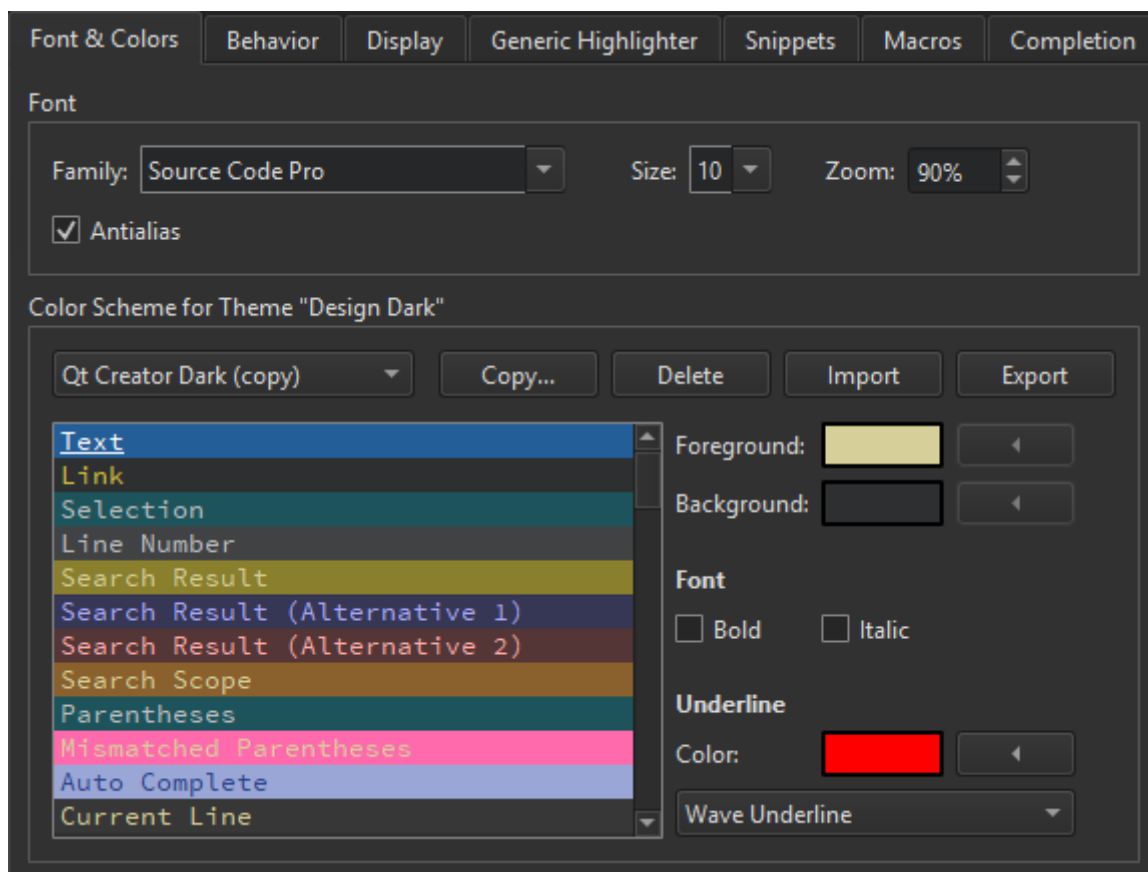 Font & Colors Behavior Display Generic Highlighter Snippets Macros Completion
Font
Family: Source Code Pro Size: 10 Zoom: 90%
Antialias
Color Scheme for Theme "Design Dark"
Qt Creator Dark (copy) Copy... Delete Import Export
Text
Link
Selection
Line Number
Search Result
Search Result (Alternative 1)
Search Result (Alternative 2)
Search Scope
Parentheses
Mismatched Parentheses
Auto Complete
Current Line
Foreground:
Background:
Font
Bold Italic
Underline
Color:
Wave Underline